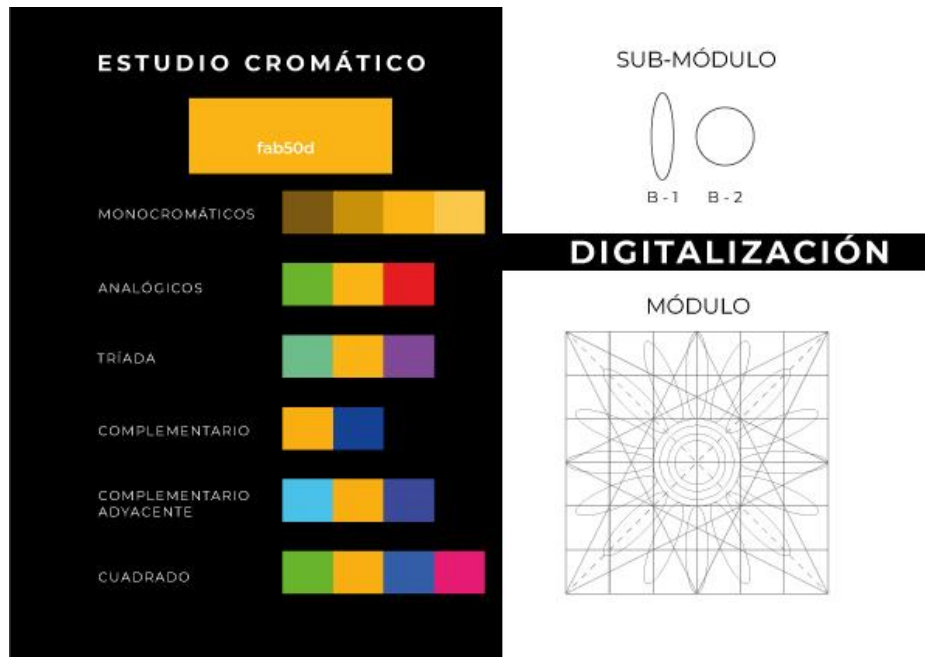 ESTUDIO CROMÁTICO
fab50d
MONOCROMÁTICOS
ANALÓGICOS
TRÍADA
COMPLEMENTARIO
COMPLEMENTARIO
ADYACENTE
CUADRADO
SUB-MÓDULO
B - 1 B - 2
DIGITALIZACIÓN
MÓDULO